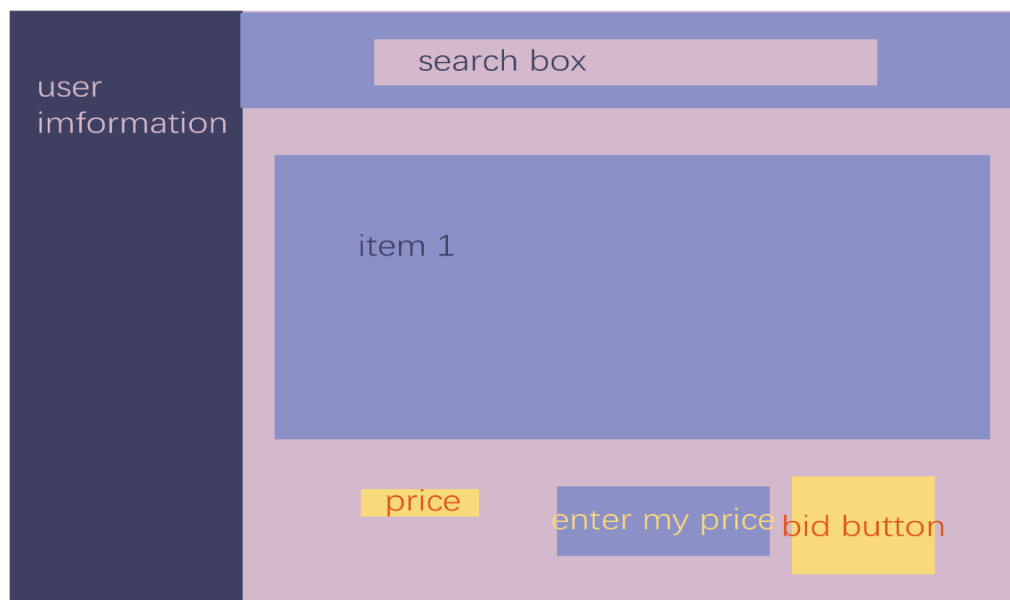 user
imformation
search box
item 1
price
enter my price
bid button